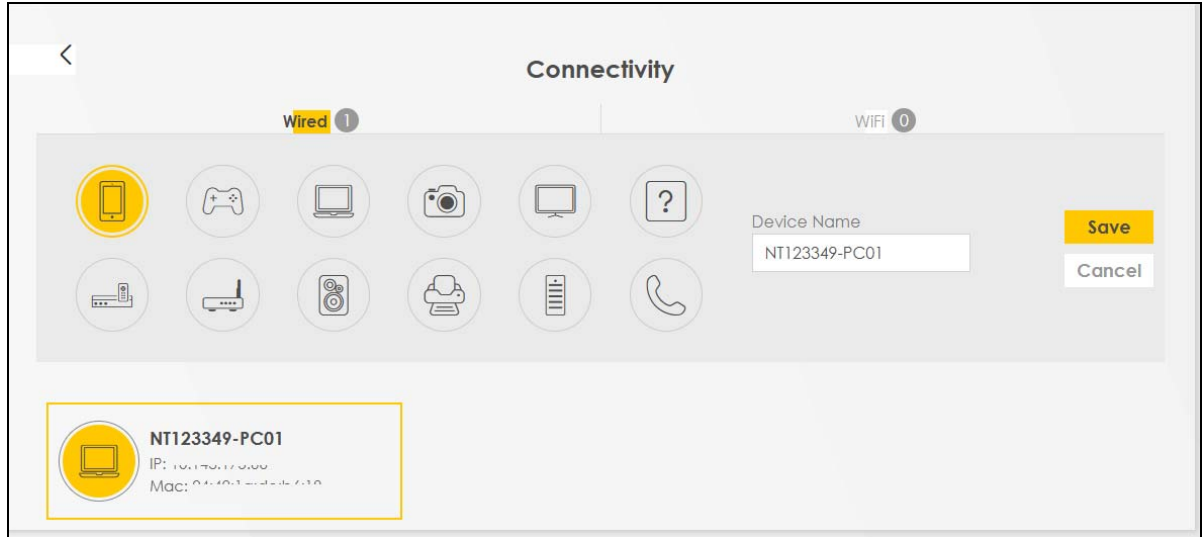 Connectivity
Wired 1
WiFi 0
?
Device Name
NT123349-PC01
Save
Cancel
NT123349-PC01
IP:
Mac: